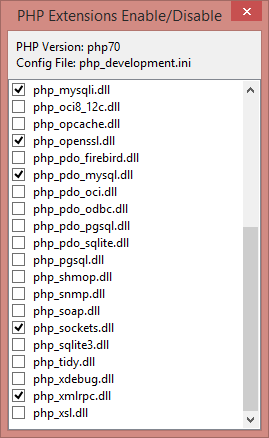 PHP Extensions Enable/Disable
PHP Version: php70
Config File: php_development.ini
php_mysqli.dll
php_oci8_12c.dll
php_opcache.dll
php_openssl.dll
php_pdo_firebird.dll
php_pdo_mysql.dll
php_pdo_oci.dll
php_pdo_odbc.dll
php_pdo_pgsql.dll
php_pdo_sqlite.dll
php_pgsql.dll
php_shmop.dll
php_snmp.dll
php_soap.dll
php_sockets.dll
php_sqlite3.dll
php_tidy.dll
php_xdebug.dll
php_xmlrpc.dll
php_xsl.dll